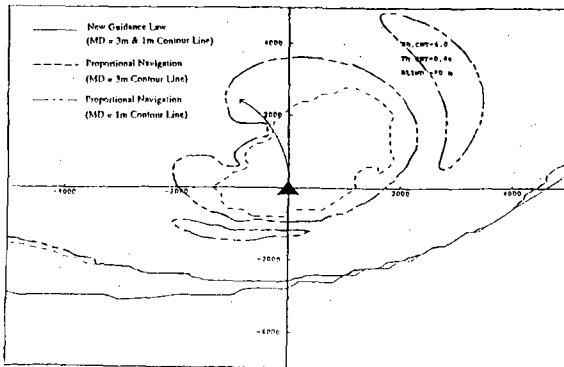 New Guidance Law
(MD = 3m & 1m Contour Line)
Proportional Navigation
(MD = 3m Contour Line)
Proportional Navigation
(MD = 1m Contour Line)
4000
2000
-2000
2000
4000
-2000
-4000